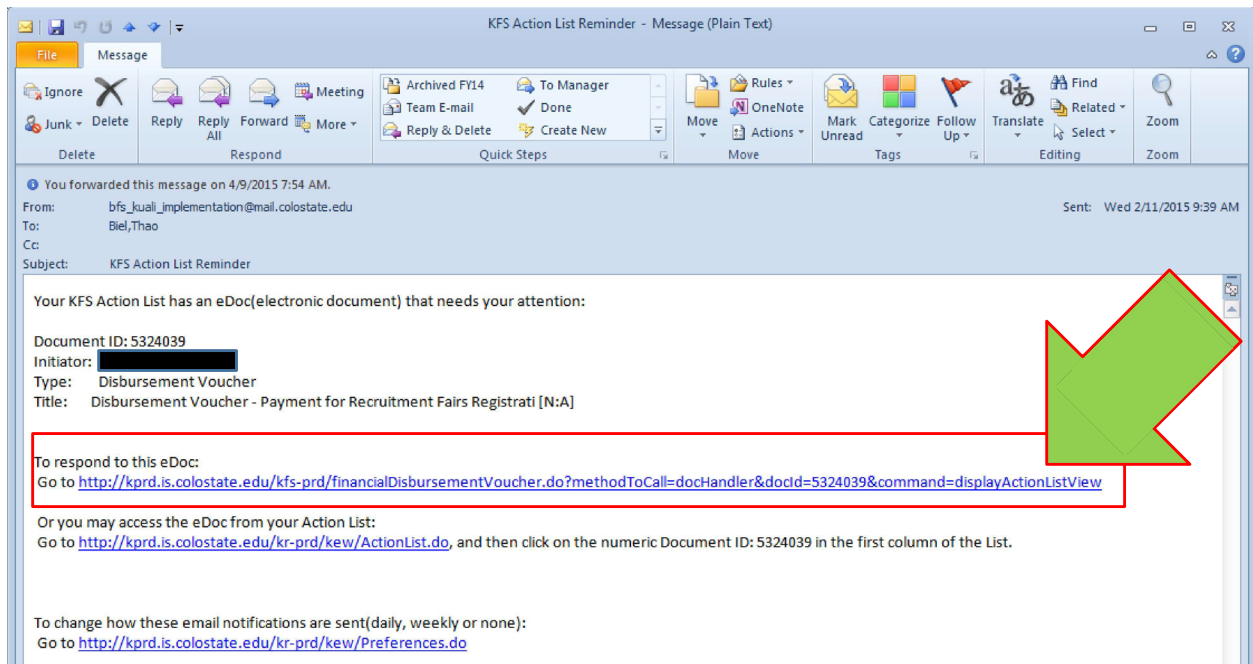 KFS Action List Reminder - Message (Plain Text)
File Message
Ignore
Junk
Delete
Reply
Reply All
Forward
Meeting
More
Archived FY14
To Manager
Team E-mail
Done
Reply & Delete
Create New
Move
Rules
OneNote
Actions
Mark Unread
Categorize
Follow Up
Translate
Find
Related
Select
Zoom
Delete Respond Quick Steps Move Tags Editing Zoom
You forwarded this message on 4/9/2015 7:54 AM.
From: bfs_kuali_implementation@mail.colostate.edu Sent: Wed 2/11/2015 9:39 AM
To: Biel,Thao
Cc:
Subject: KFS Action List Reminder
Your KFS Action List has an eDoc(electronic document) that needs your attention:
Document ID: 5324039
Initiator:
Type: Disbursement Voucher
Title: Disbursement Voucher - Payment for Recruitment Fairs Registrati [N:A]
To respond to this eDoc:
Go to http://kprd.is.colostate.edu/kfs-prd/financialDisbursementVoucher.do?methodToCall=docHandler&docId=5324039&command=displayActionListView
Or you may access the eDoc from your Action List:
Go to http://kprd.is.colostate.edu/kr-prd/kew/ActionList.do, and then click on the numeric Document ID: 5324039 in the first column of the List.
To change how these email notifications are sent(daily, weekly or none):
Go to http://kprd.is.colostate.edu/kr-prd/kew/Preferences.do